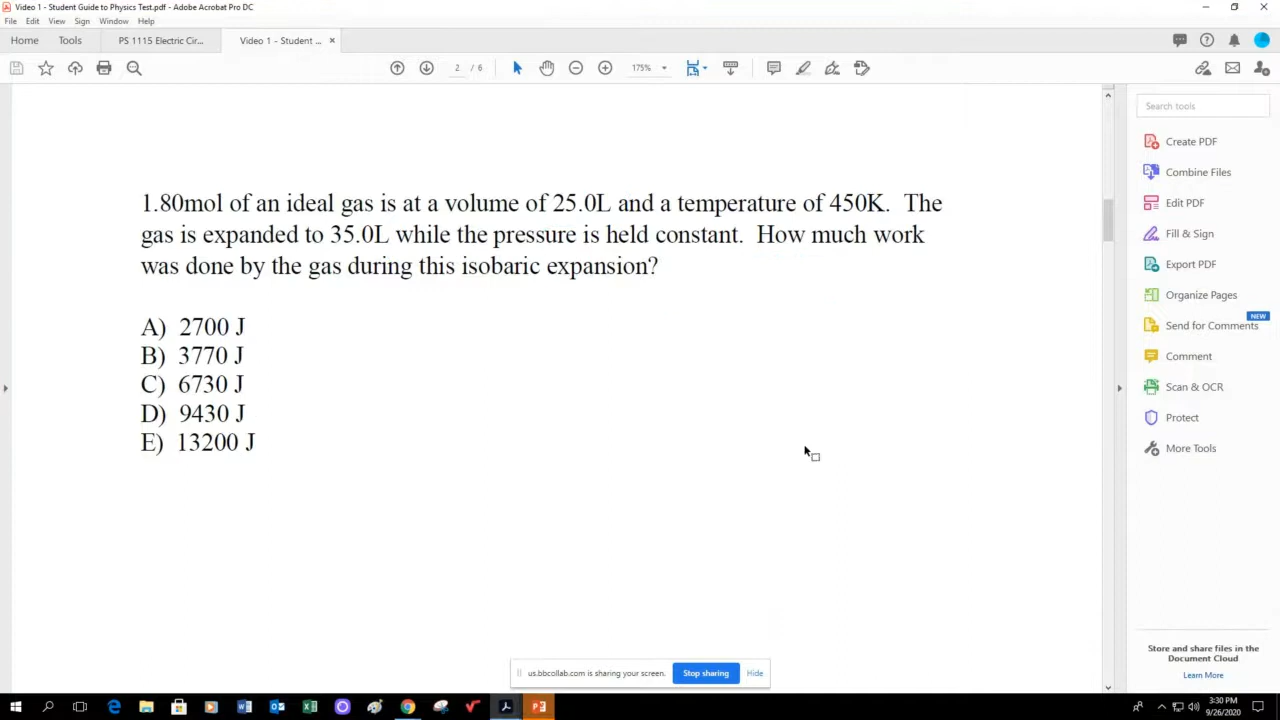 Video 1 - Student Guide to Physics Test.pdf - Adobe Acrobat Pro DC
File Edit View Sign Window Help
Home Tools PS 1115 Electric Cir... Video 1 - Student ... ×
2 / 6 175%
Search tools
Create PDF
Combine Files
Edit PDF
Fill & Sign
Export PDF
Organize Pages
NEW
Send for Comments
Comment
Scan & OCR
Protect
More Tools
1.80mol of an ideal gas is at a volume of 25.0L and a temperature of 450K. The
gas is expanded to 35.0L while the pressure is held constant. How much work
was done by the gas during this isobaric expansion?
A) 2700 J
B) 3770 J
C) 6730 J
D) 9430 J
E) 13200 J
Store and share files in the
Document Cloud
Learn More
us.bbcollab.com is sharing your screen. Stop sharing Hide
3:30 PM
9/26/2020